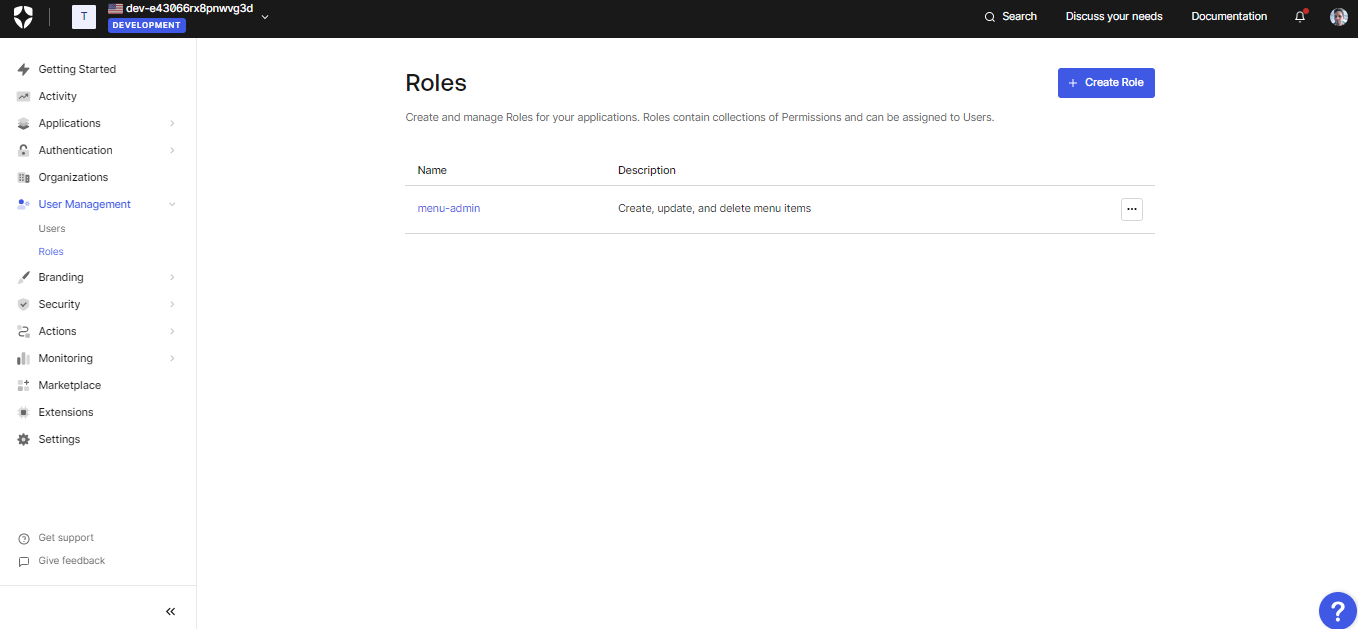 T
dev-e43066rx8pnwvg3d
DEVELOPMENT
Search
Discuss your needs
Documentation
Getting Started
Activity
Applications
Authentication
Organizations
User Management
Users
Roles
Branding
Security
Actions
Monitoring
Marketplace
Extensions
Settings
Get support
Give feedback
Roles
+ Create Role
Create and manage Roles for your applications. Roles contain collections of Permissions and can be assigned to Users.
Name Description
menu-admin Create, update, and delete menu items
?